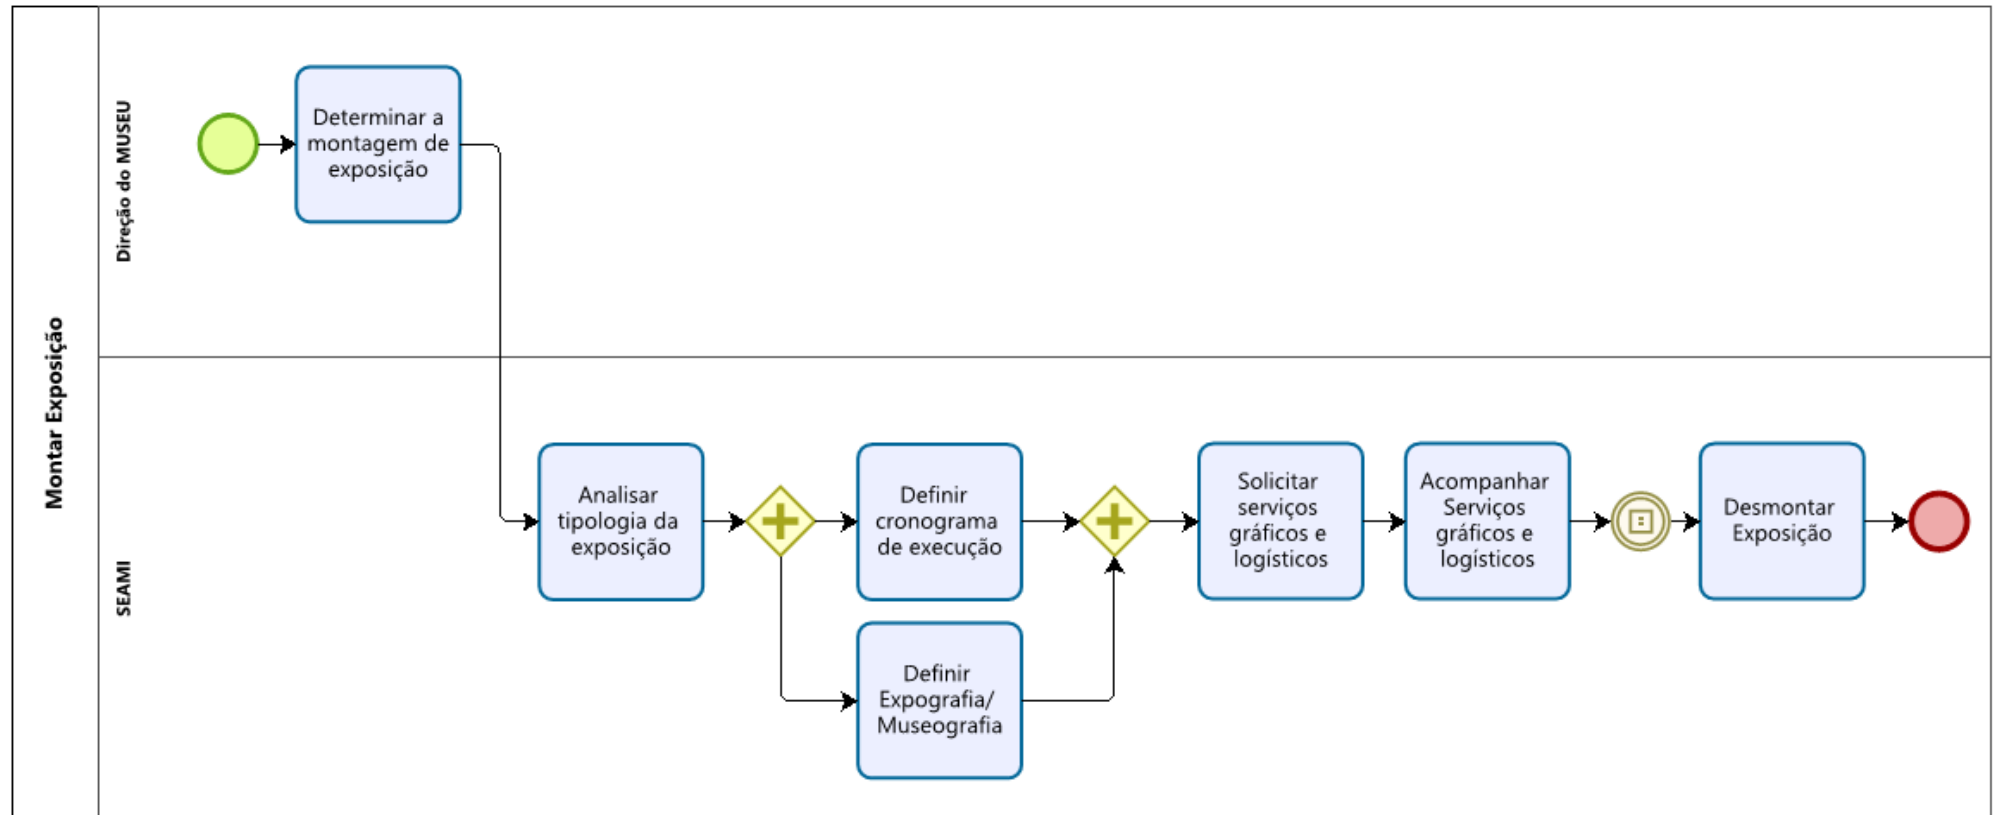 Montar Exposição
Direção do MUSEU
Determinar a
montagem de
exposição
SEAMI
Analisar
tipologia da
exposição
Definir
cronograma
de execução
Definir
Expografia/
Museografia
Solicitar
serviços
gráficos e
logísticos
Acompanhar
Serviços
gráficos e
logísticos
Desmontar
Exposição